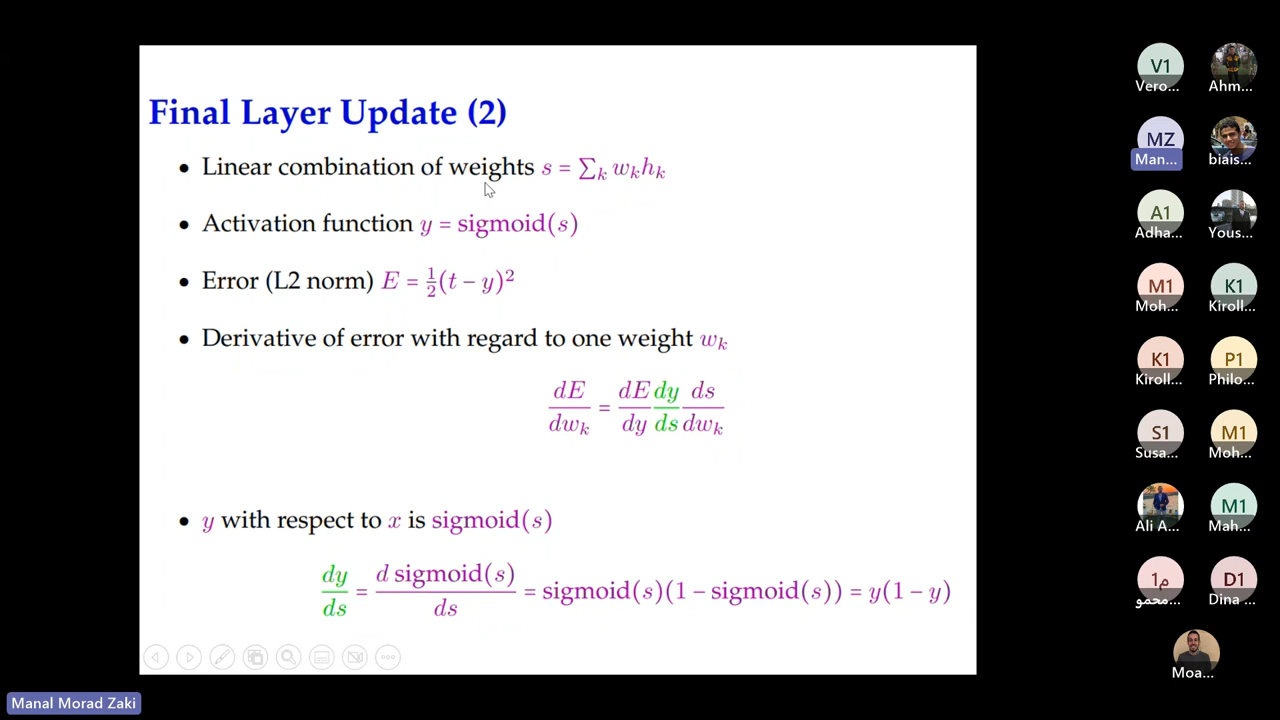 Final Layer Update (2)
• Linear combination of weights s = ∑ₖ wₖhₖ
• Activation function y = sigmoid(s)
• Error (L2 norm) E = ½(t − y)²
• Derivative of error with regard to one weight wₖ
dE/dwₖ = dE/dy dy/ds ds/dwₖ
• y with respect to x is sigmoid(s)
dy/ds = d sigmoid(s)/ds = sigmoid(s)(1 − sigmoid(s)) = y(1 − y)
V1
Vero...
Ahm...
MZ
Man...
biais...
A1
Adha...
Yous...
M1
Moh...
K1
Kiroll...
K1
Kiroll...
P1
Philo...
S1
Susa...
M1
Moh...
Ali A...
M1
Mah...
م1
محمو...
D1
Dina ...
Moa...
Manal Morad Zaki